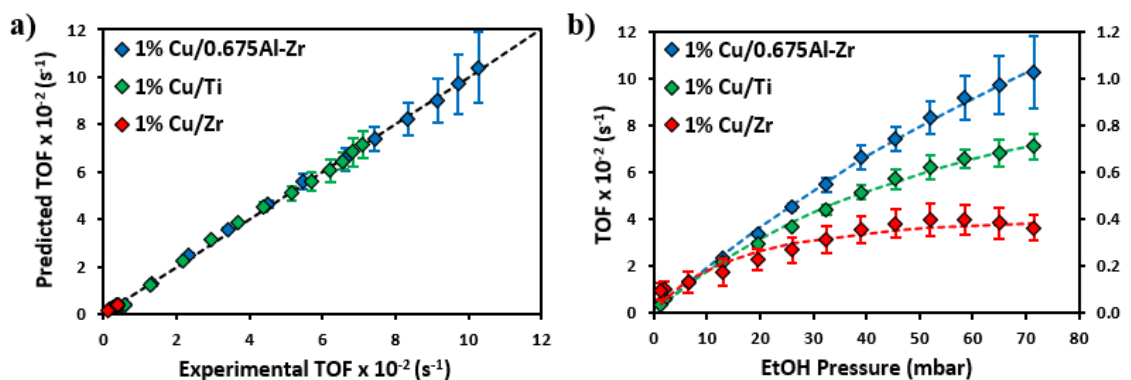 a)
1% Cu/0.675Al-Zr
1% Cu/Ti
1% Cu/Zr
Predicted TOF x 10⁻² (s⁻¹)
12
10
8
6
4
2
0
0 2 4 6 8 10 12
Experimental TOF x 10⁻² (s⁻¹)
b)
1% Cu/0.675Al-Zr
1% Cu/Ti
1% Cu/Zr
TOF x 10⁻² (s⁻¹)
12
10
8
6
4
2
0
1.2
1.0
0.8
0.6
0.4
0.2
0.0
0 10 20 30 40 50 60 70 80
EtOH Pressure (mbar)